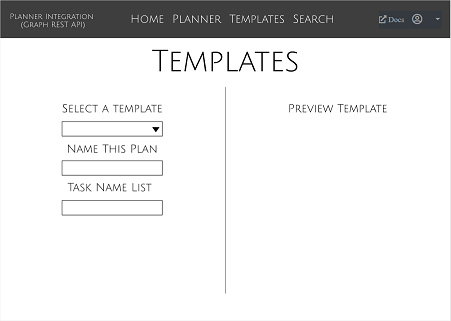 Planner Integration
(Graph REST API)
Home Planner Templates Search
Docs
Templates
Select a template
Name This Plan
Task Name List
Preview Template